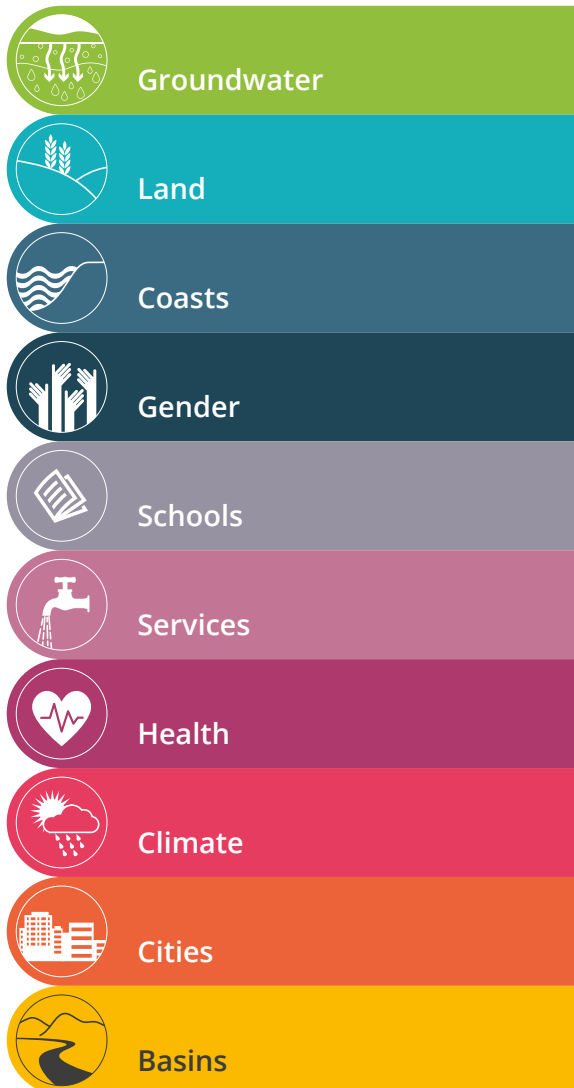 Groundwater
Land
Coasts
Gender
Schools
Services
Health
Climate
Cities
Basins